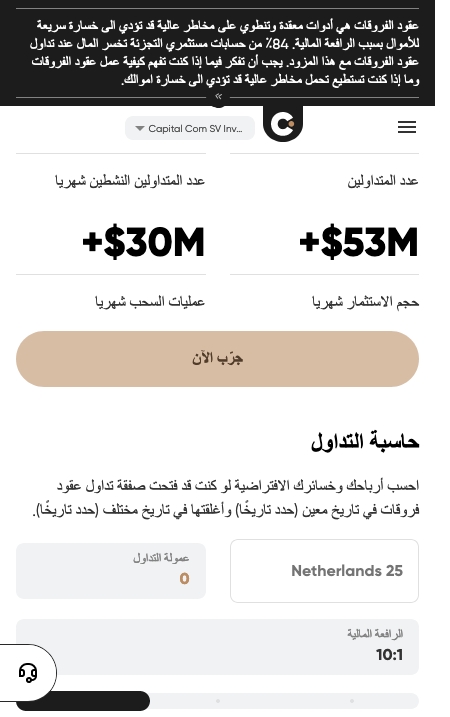 عقود الفروقات هي أدوات معقدة وتنطوي على مخاطر عالية قد تؤدي الى خسارة سريعة
للأموال بسبب الرافعة المالية. 84٪ من حسابات مستثمري التجزئة تخسر المال عند تداول
عقود الفروقات مع هذا المزود. يجب أن تفكر فيما إذا كنت تفهم كيفية عمل عقود الفروقات
وما إذا كنت تستطيع تحمل مخاطر عالية قد تؤدي الى خسارة اموالك.
Capital Com SV Inv...
عدد المتداولين
عدد المتداولين النشطين شهريا
$53M+
$30M+
حجم الاستثمار شهريا
عمليات السحب شهريا
جرّب الآن
حاسبة التداول
احسب أرباحك وخسائرك الافتراضية لو كنت قد فتحت صفقة تداول عقود
فروقات في تاريخ معين (حدد تاريخًا) وأغلقتها في تاريخ مختلف (حدد تاريخًا).
Netherlands 25
عمولة التداول
0
الرافعة المالية
10:1